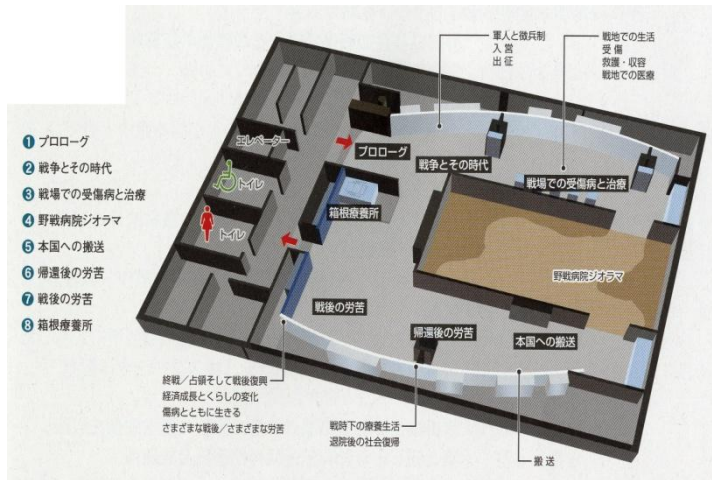 ① プロローグ
② 戦争とその時代
③ 戦場での受傷病と治療
④ 野戦病院ジオラマ
⑤ 本国への搬送
⑥ 帰還後の労苦
⑦ 戦後の労苦
⑧ 箱根療養所
軍人と徴兵制
入営
出征
戦地での生活
受傷
救護・収容
戦地での医療
エレベーター
トイレ
トイレ
プロローグ
戦争とその時代
戦場での受傷病と治療
箱根療養所
野戦病院ジオラマ
戦後の労苦
帰還後の労苦
本国への搬送
終戦／占領そして戦後復興
経済成長とくらしの変化
傷病とともに生きる
さまざまな戦後／さまざまな労苦
戦時下の療養生活
退院後の社会復帰
搬送